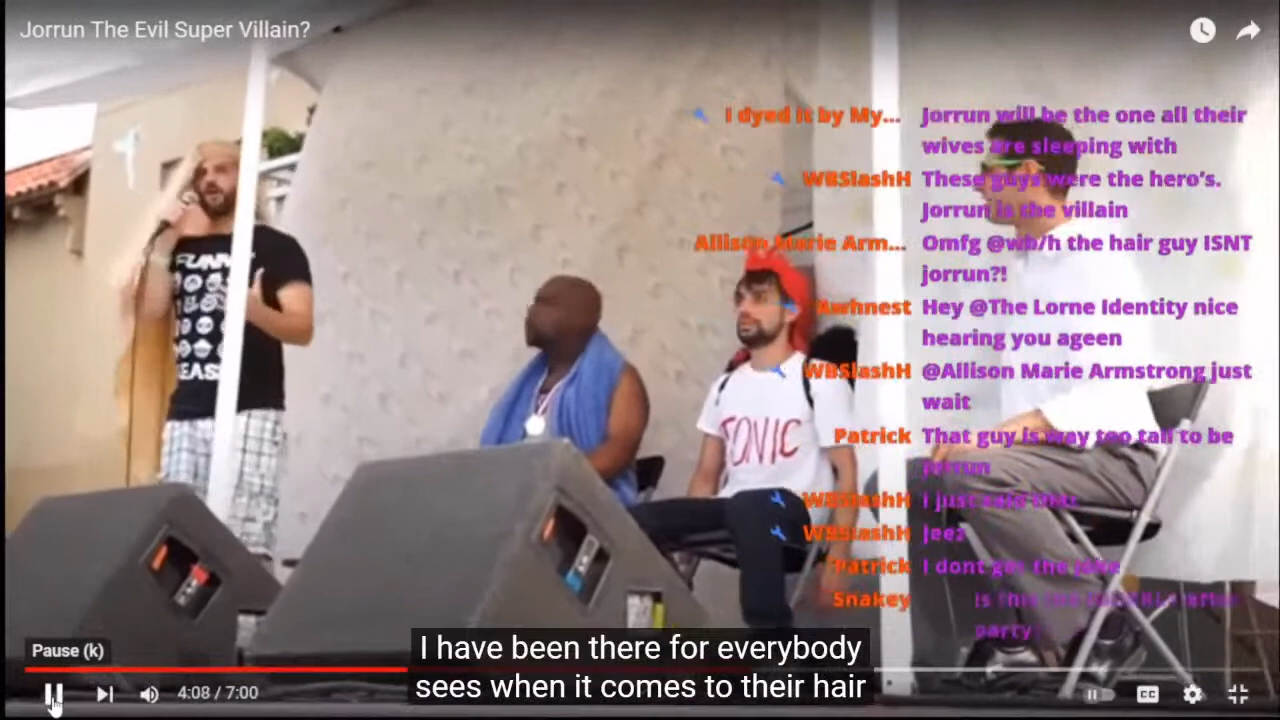 Jorrun The Evil Super Villain?
I dyed it by My... Jorrun will be the one all their
wives are sleeping with
WBSlashH These guys were the hero's.
Jorrun is the villain
Allison Marie Arm... Omfg @wb/h the hair guy ISNT
jorrun?!
Awhnest Hey @The Lorne Identity nice
hearing you ageen
WBSlashH @Allison Marie Armstrong just
wait
Patrick That guy is way too tall to be
jorrun
WBSlashH I just said that
WBSlashH Jeez
Patrick I dont get the joke
Snakey is this the after
party
FUNN
EAS
SONIC
Pause (k)
I have been there for everybody
sees when it comes to their hair
4:08 / 7:00
CC